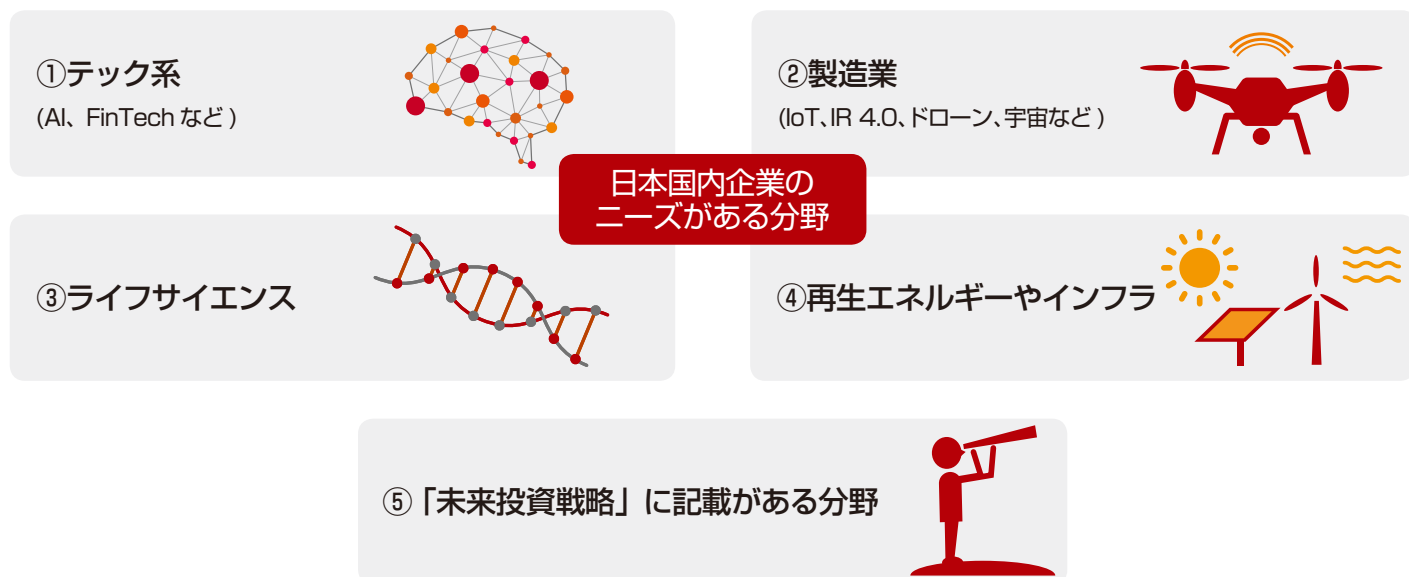 ①テック系
(AI、FinTech など)
②製造業
(IoT、IR 4.0、ドローン、宇宙など)
日本国内企業の
ニーズがある分野
③ライフサイエンス
④再生エネルギーやインフラ
⑤「未来投資戦略」に記載がある分野